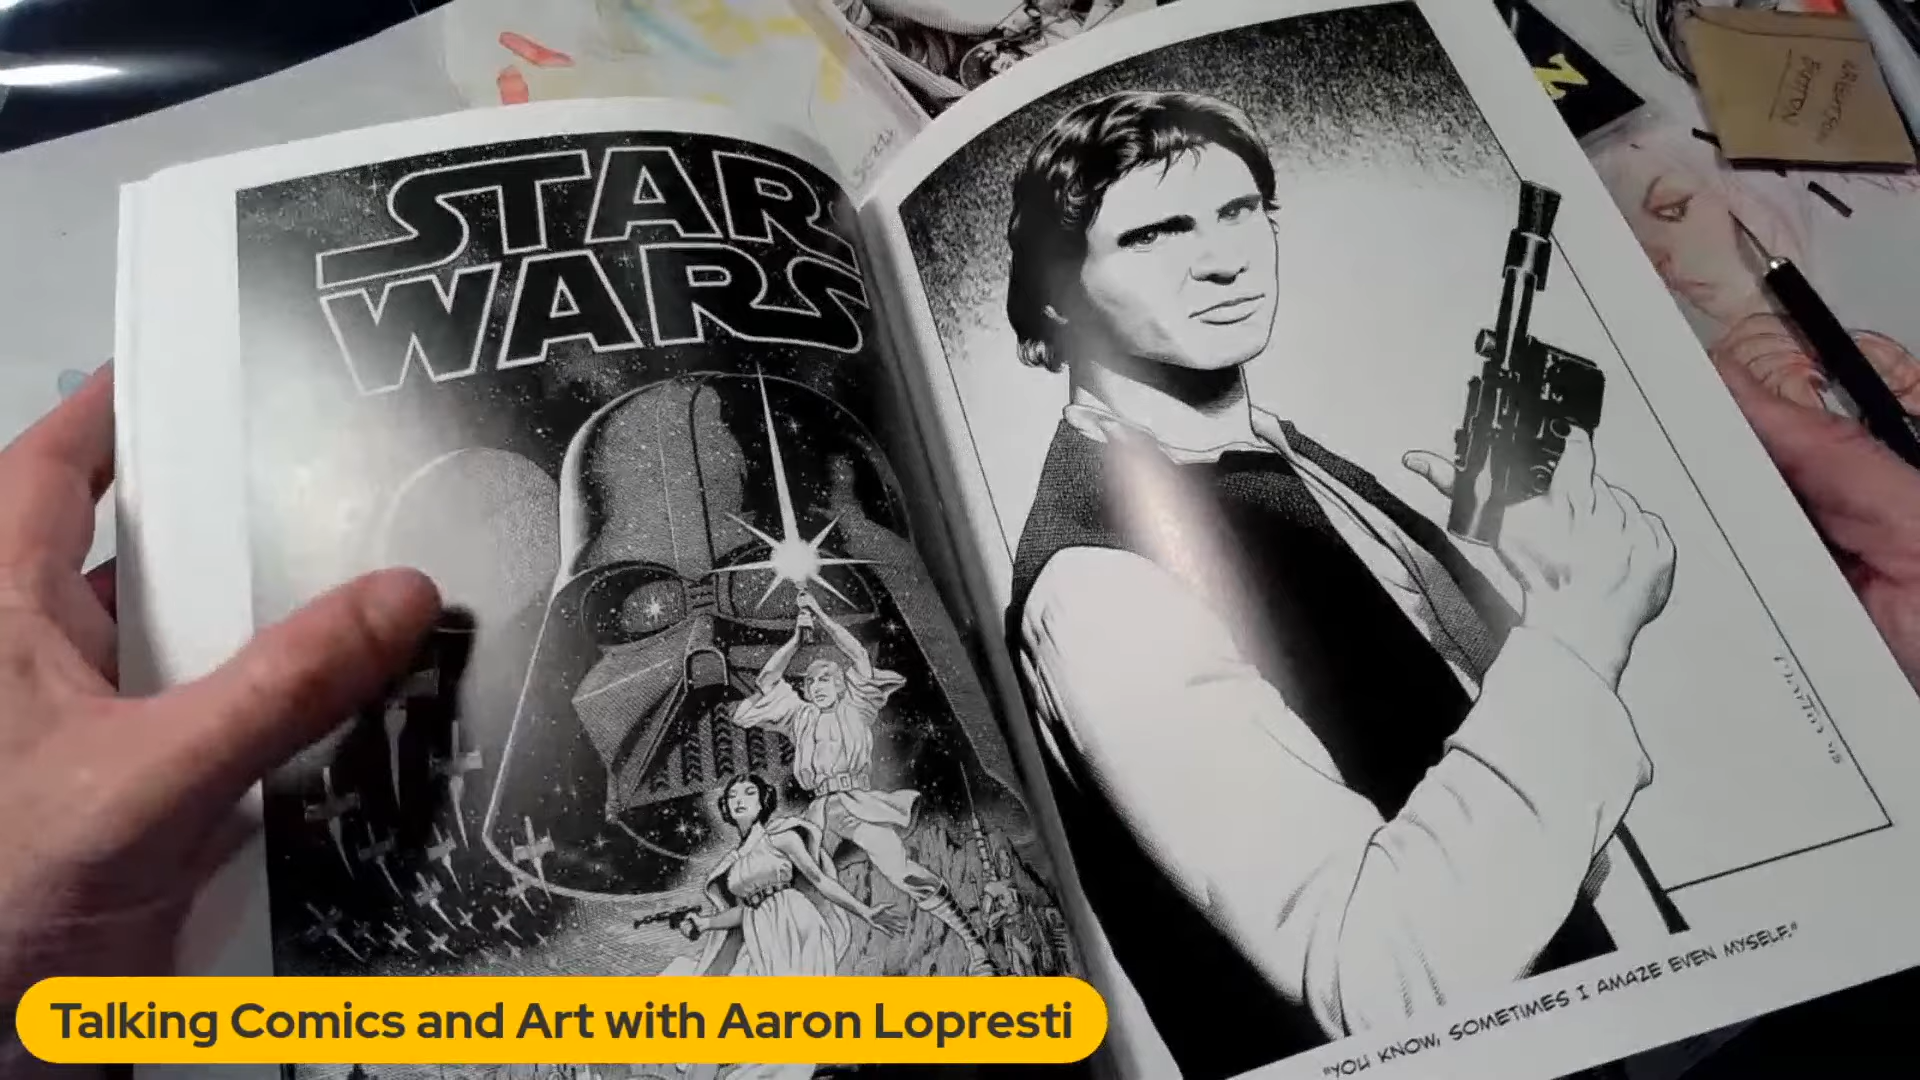 STAR
WARS
"YOU KNOW, SOMETIMES I AMAZE EVEN MYSELF."
Talking Comics and Art with Aaron Lopresti